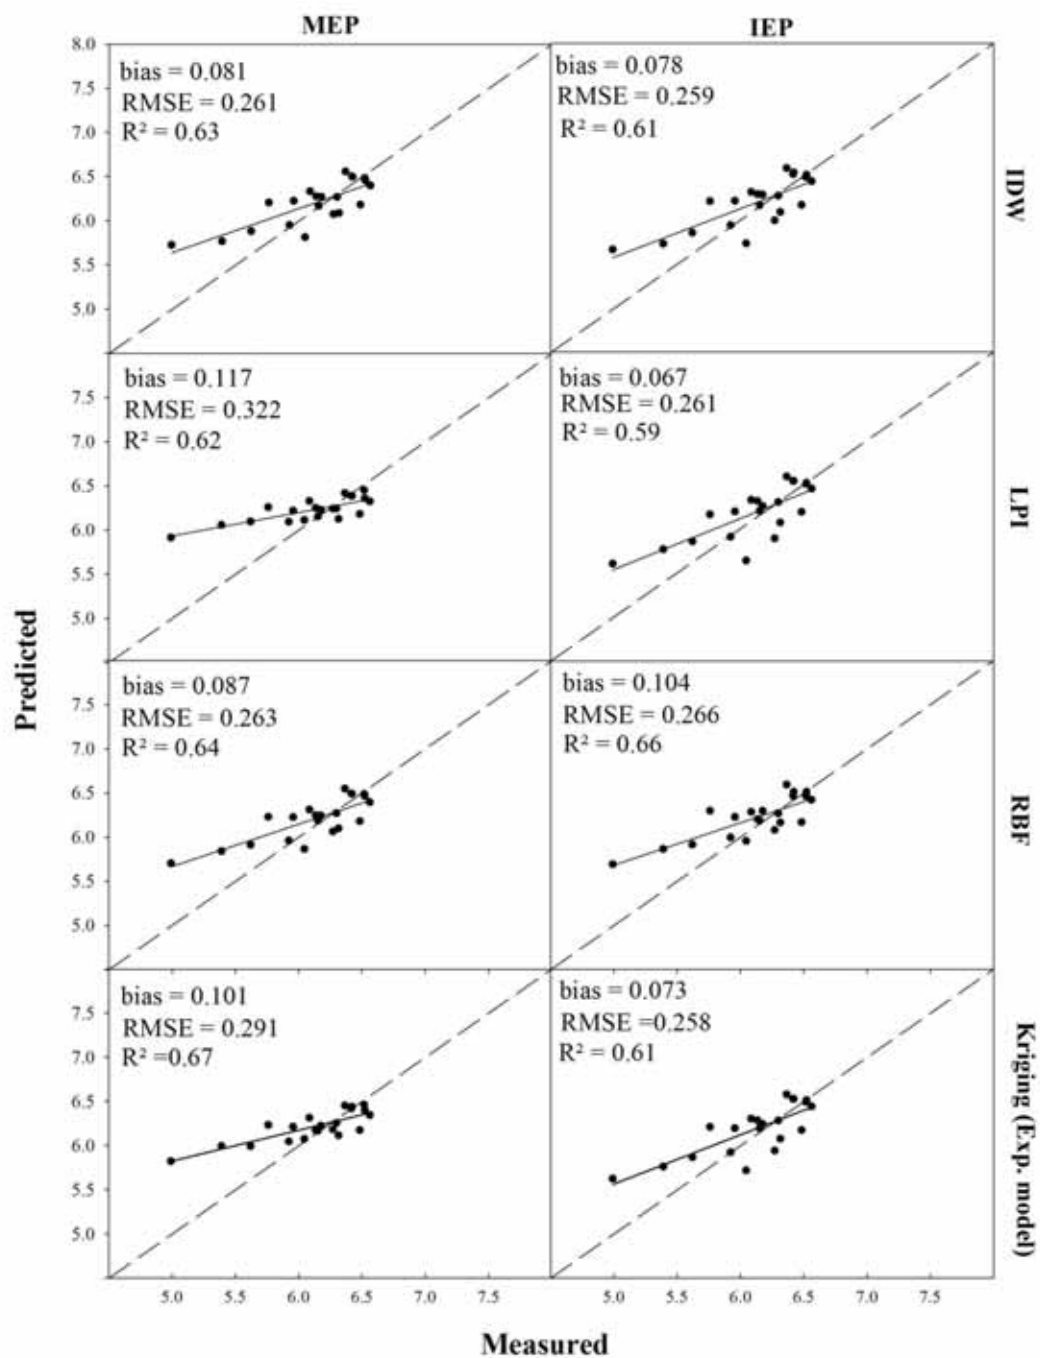 MEP
IEP
8.0
7.5
7.0
6.5
6.0
5.5
5.0
bias = 0.081
RMSE = 0.261
R² = 0.63
bias = 0.078
RMSE = 0.259
R² = 0.61
IDW
7.5
7.0
6.5
6.0
5.5
5.0
bias = 0.117
RMSE = 0.322
R² = 0.62
bias = 0.067
RMSE = 0.261
R² = 0.59
LPI
Predicted
7.5
7.0
6.5
6.0
5.5
5.0
bias = 0.087
RMSE = 0.263
R² = 0.64
bias = 0.104
RMSE = 0.266
R² = 0.66
RBF
7.5
7.0
6.5
6.0
5.5
5.0
bias = 0.101
RMSE = 0.291
R² =0.67
bias = 0.073
RMSE =0.258
R² = 0.61
Kriging (Exp. model)
5.0 5.5 6.0 6.5 7.0 7.5
5.0 5.5 6.0 6.5 7.0 7.5
Measured